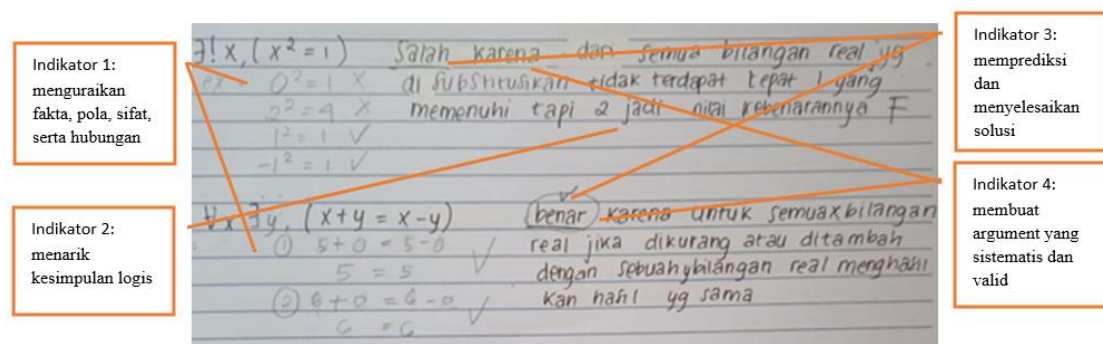 Indikator 1:
menguraikan
fakta, pola, sifat,
serta hubungan
Indikator 2:
menarik
kesimpulan logis
∃! x, (x² = 1)
ex = 0² = 1 X
2² = 4 X
1² = 1 ✓
-1² = 1 ✓
Salah karena dari semua bilangan real yg
di substitusikan tidak terdapat tepat 1 yang
memenuhi tapi 2 jadi nilai kebenarannya F
∀x ∃y, (x+y = x-y)
① 5+0 = 5-0 ✓
5 = 5
② 6+0 = 6-0 ✓
6 = 6
benar karena untuk semua x bilangan
real jika dikurang atau ditambah
dengan sebuah y bilangan real menghasil
kan hasil yg sama
Indikator 3:
memprediksi
dan
menyelesaikan
solusi
Indikator 4:
membuat
argument yang
sistematis dan
valid